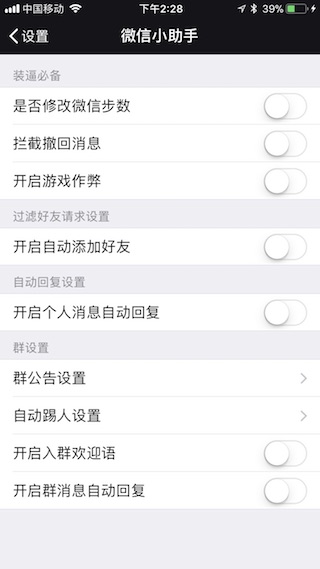 中国移动 下午2:28 39%
设置 微信小助手
装逼必备
是否修改微信步数
拦截撤回消息
开启游戏作弊
过滤好友请求设置
开启自动添加好友
自动回复设置
开启个人消息自动回复
群设置
群公告设置
自动踢人设置
开启入群欢迎语
开启群消息自动回复